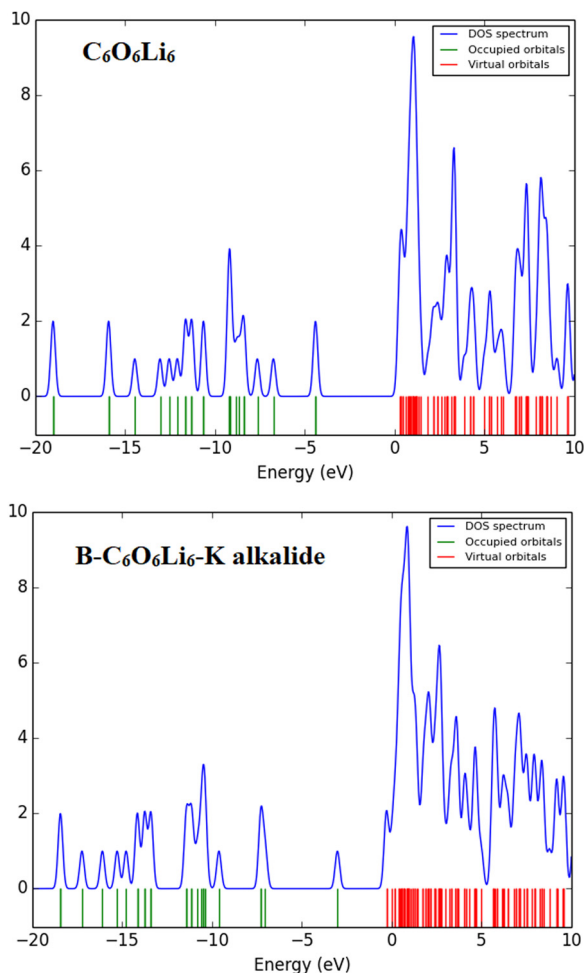 10
C₆O₆Li₆
DOS spectrum
Occupied orbitals
Virtual orbitals
8
6
4
2
0
−20 −15 −10 −5 0 5 10
Energy (eV)
10
B-C₆O₆Li₆-K alkalide
DOS spectrum
Occupied orbitals
Virtual orbitals
8
6
4
2
0
−20 −15 −10 −5 0 5 10
Energy (eV)